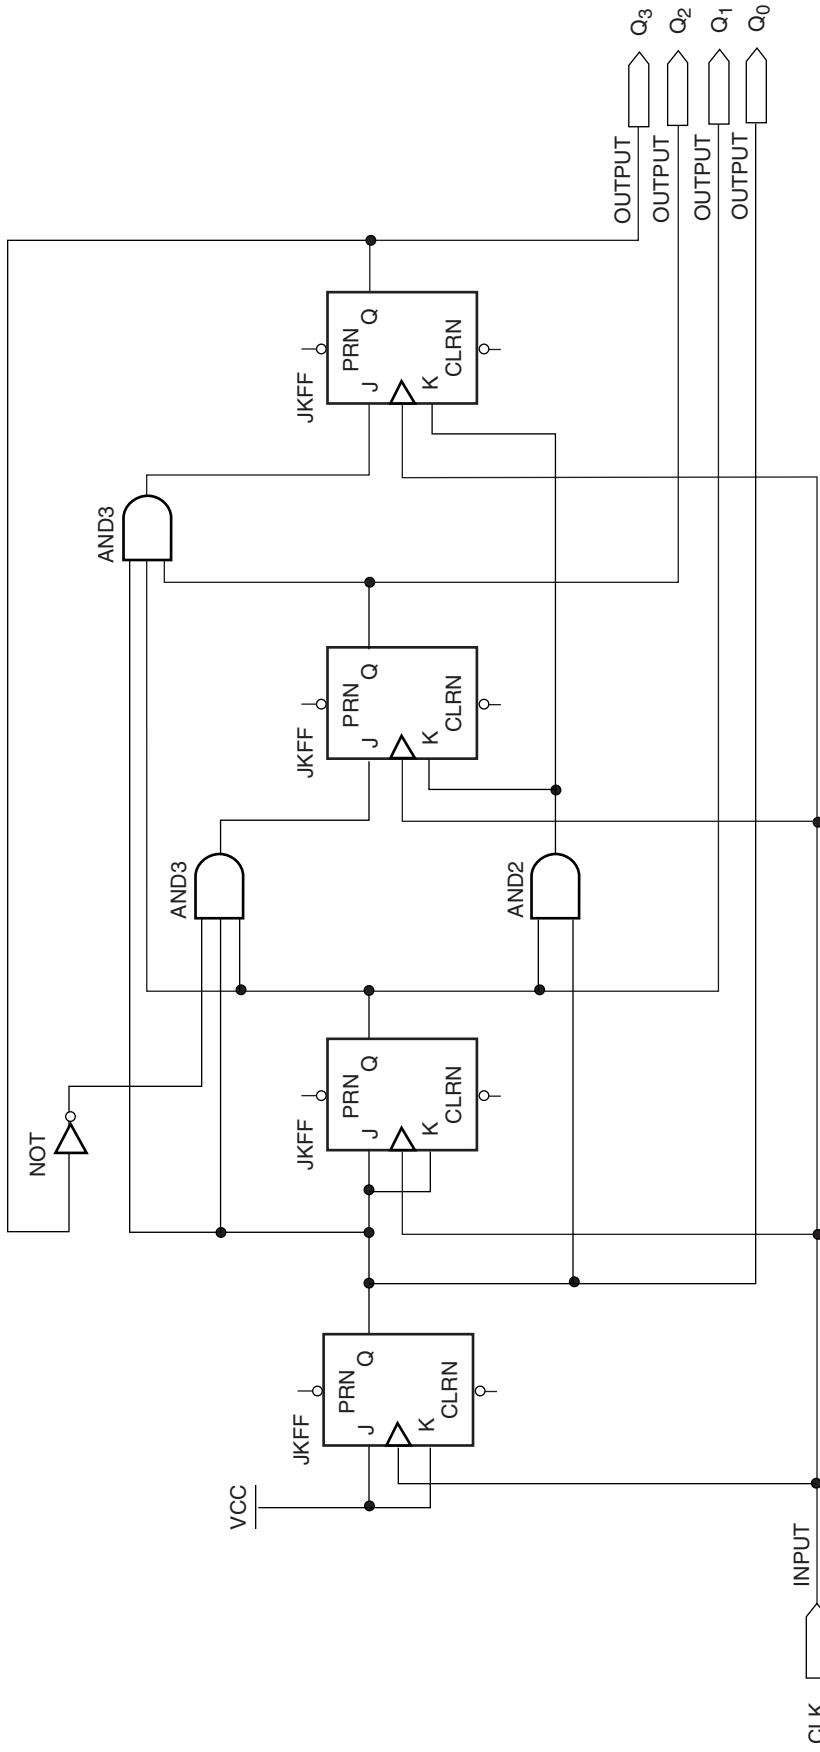 NOT
AND3
AND3
VCC
JKFF
JKFF
JKFF
JKFF
PRN
PRN
PRN
PRN
J Q
J Q
J Q
J Q
K
K
K
K
CLRN
CLRN
CLRN
CLRN
AND2
OUTPUT Q3
OUTPUT Q2
OUTPUT Q1
OUTPUT Q0
CLK INPUT